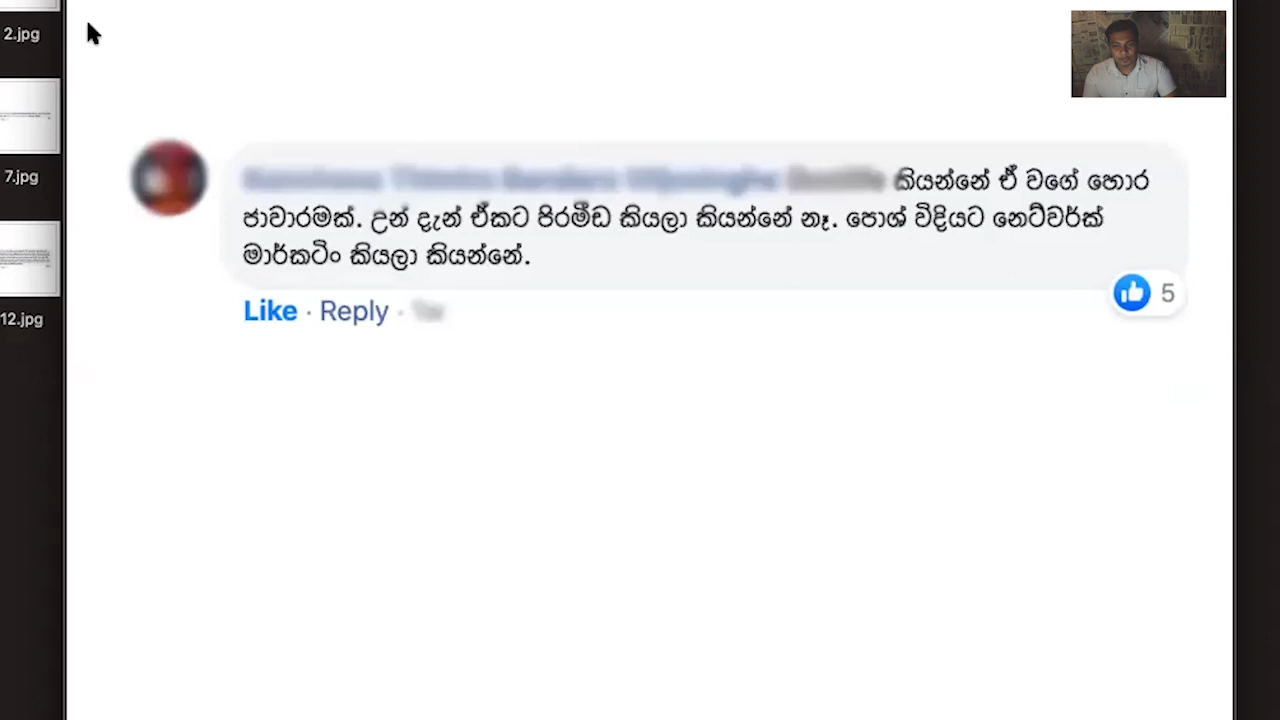 2.jpg
7.jpg
12.jpg
කියන්නේ ඒ වගේ හොර
ජාවාරමක්. උන් දැන් ඒකට පිරමීඩ කියලා කියන්නේ නෑ. පොශ් විදියට නෙට්වර්ක්
මාර්කටිං කියලා කියන්නේ.
5
Like · Reply ·